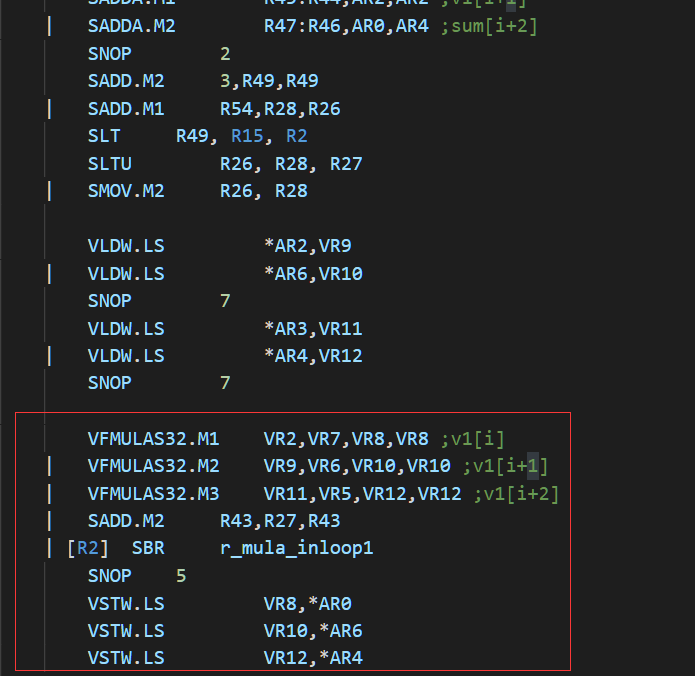 SADDA.M1 R45:R44,AR2,AR2 ;v1[i+1]
| SADDA.M2 R47:R46,AR0,AR4 ;sum[i+2]
SNOP 2
SADD.M2 3,R49,R49
| SADD.M1 R54,R28,R26
SLT R49, R15, R2
SLTU R26, R28, R27
| SMOV.M2 R26, R28
VLDW.LS *AR2,VR9
| VLDW.LS *AR6,VR10
SNOP 7
VLDW.LS *AR3,VR11
| VLDW.LS *AR4,VR12
SNOP 7
VFMULAS32.M1 VR2,VR7,VR8,VR8 ;v1[i]
| VFMULAS32.M2 VR9,VR6,VR10,VR10 ;v1[i+1]
| VFMULAS32.M3 VR11,VR5,VR12,VR12 ;v1[i+2]
| SADD.M2 R43,R27,R43
| [R2] SBR r_mula_inloop1
SNOP 5
VSTW.LS VR8,*AR0
VSTW.LS VR10,*AR6
VSTW.LS VR12,*AR4